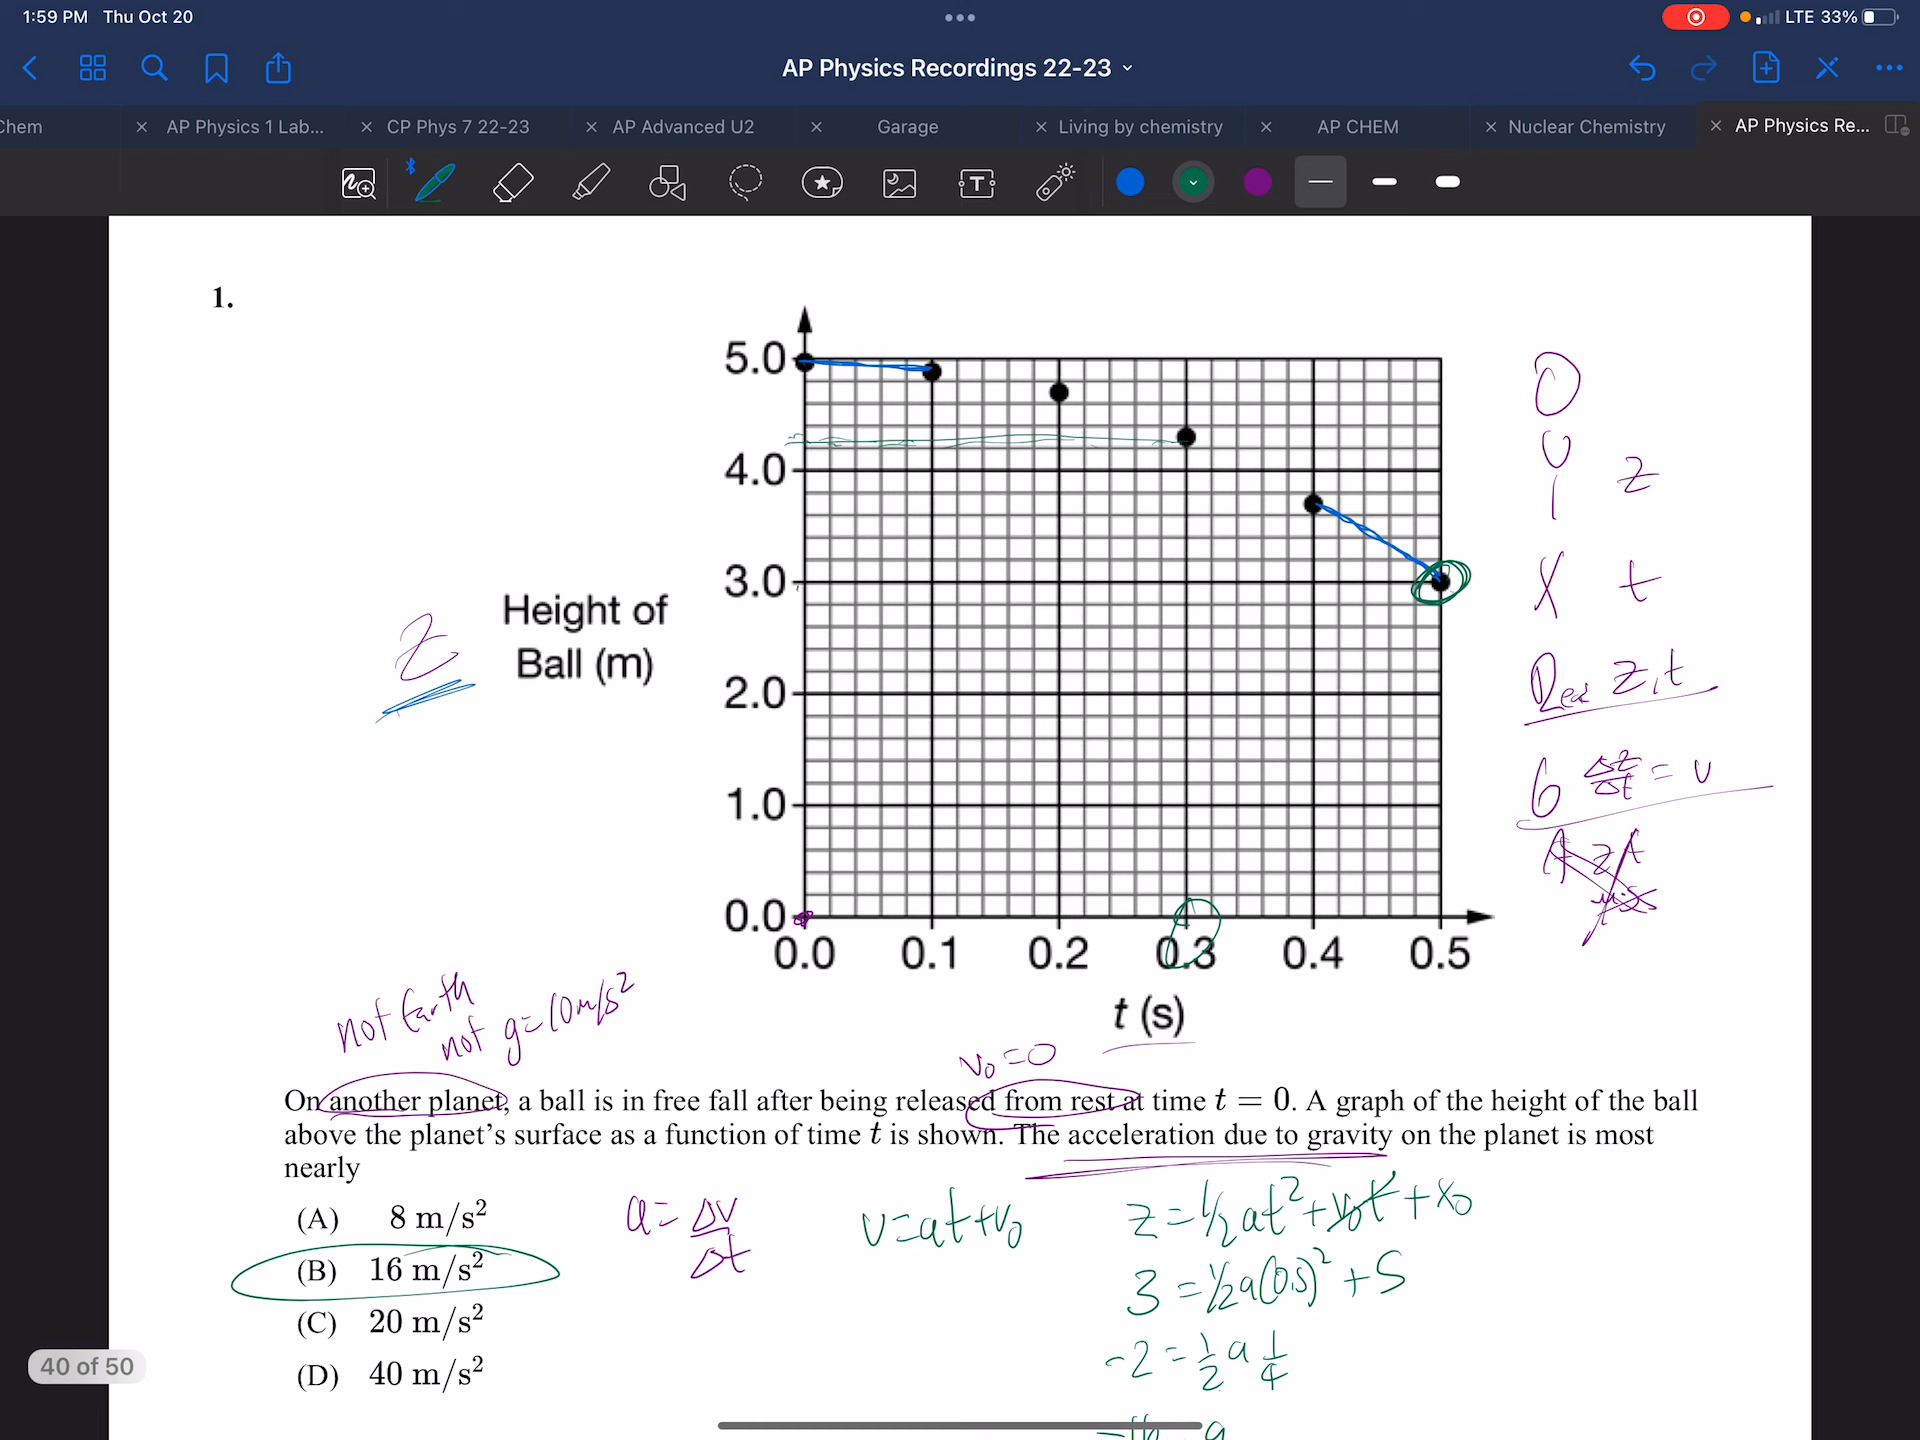 1:59 PM Thu Oct 20
LTE 33%
AP Physics Recordings 22-23
Chem
AP Physics 1 Lab...
CP Phys 7 22-23
AP Advanced U2
Garage
Living by chemistry
AP CHEM
Nuclear Chemistry
AP Physics Re...
1.
5.0
4.0
3.0
2.0
1.0
0.0
Height of
Ball (m)
z
0.0 0.1 0.2 0.3 0.4 0.5
t (s)
O
U
I
z
X t
Read z, t
G Δz/Δt = v
A
not Earth
not g=10m/s²
v₀=0
On another planet, a ball is in free fall after being released from rest at time t = 0. A graph of the height of the ball
above the planet's surface as a function of time t is shown. The acceleration due to gravity on the planet is most
nearly
(A) 8 m/s²
(B) 16 m/s²
(C) 20 m/s²
(D) 40 m/s²
a = Δv/Δt
v=at+v₀
z = ½at²+v₀t+x₀
3 = ½a(0.5)²+5
-2 = ½a ¼
-16 = a
40 of 50